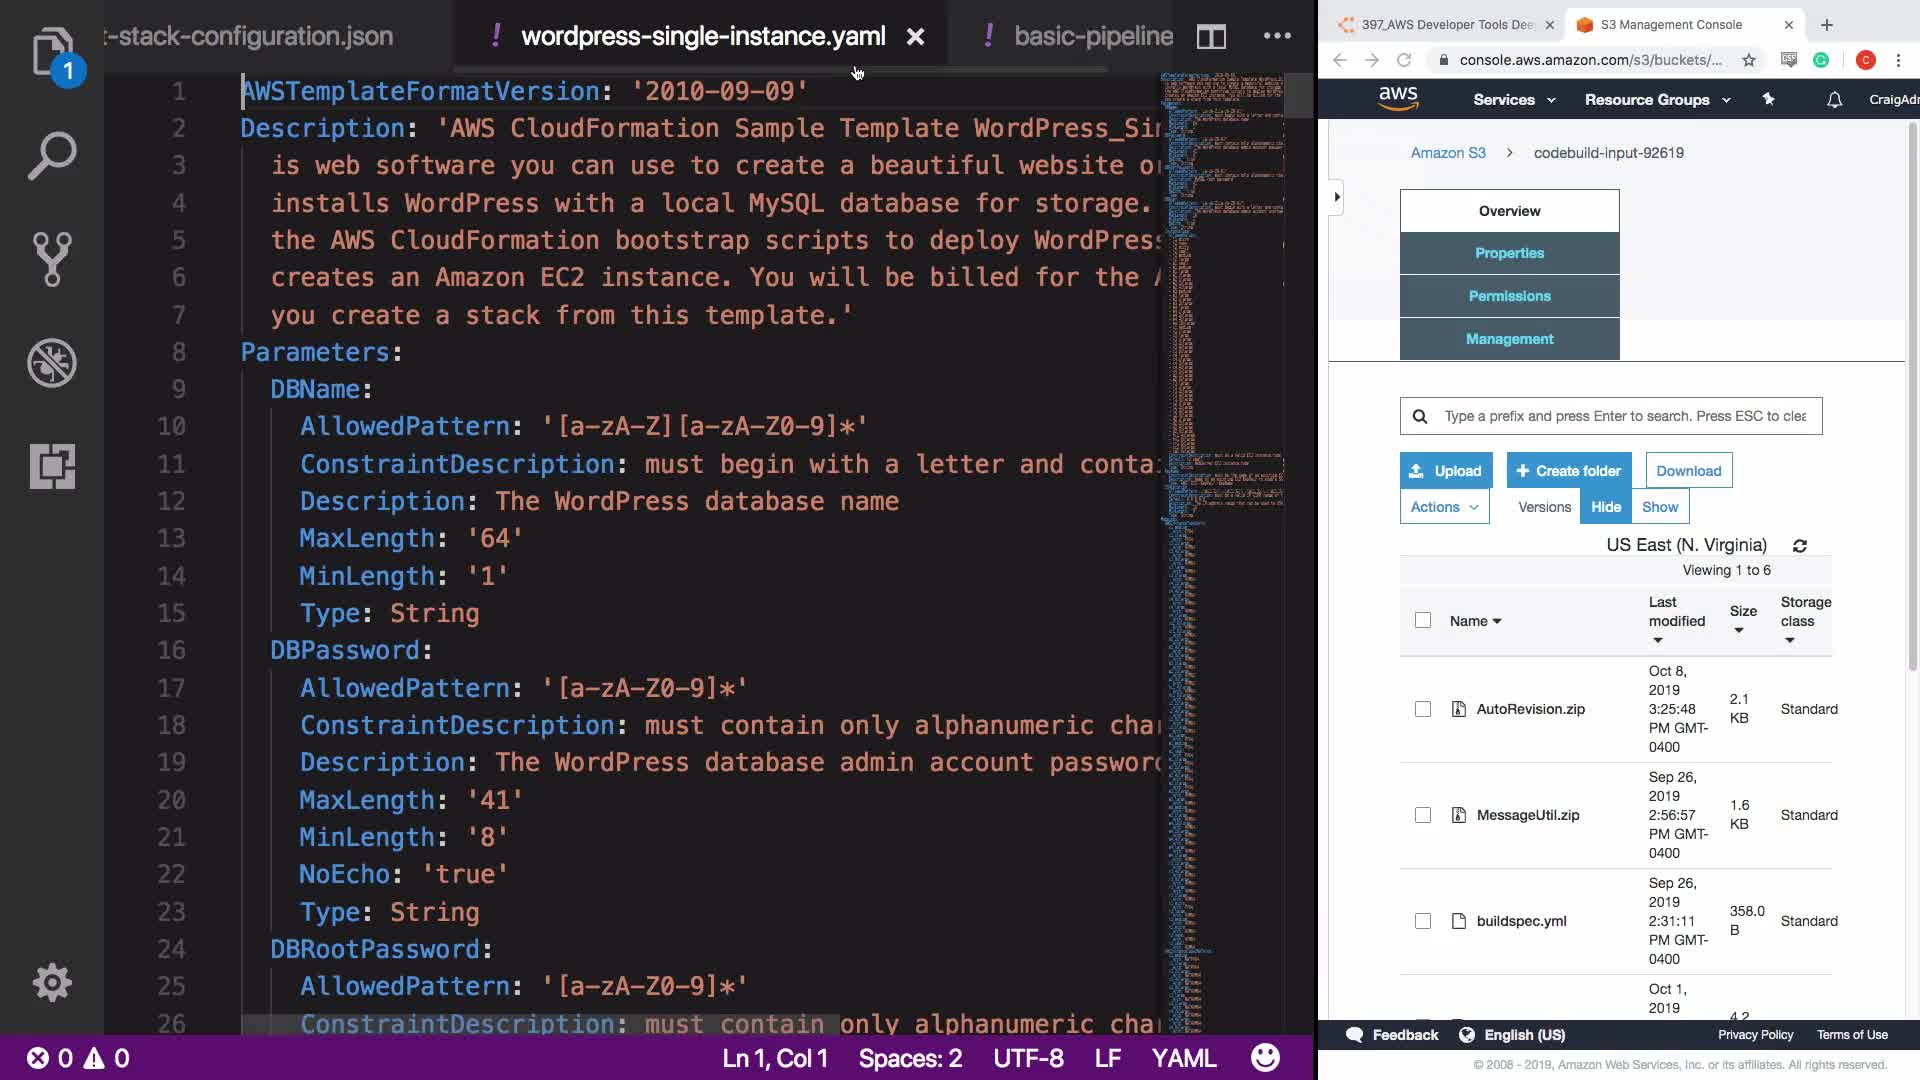 t-stack-configuration.json
! wordpress-single-instance.yaml
! basic-pipeline
1
1 AWSTemplateFormatVersion: '2010-09-09'
2 Description: 'AWS CloudFormation Sample Template
3 is web software you can use to create a beautiful website
4 installs WordPress with a local MySQL database for storage.
5 the AWS CloudFormation bootstrap scripts to deploy WordPress
6 creates an Amazon EC2 instance. You will be billed for the
7 you create a stack from this template.'
8 Parameters:
9 DBName:
10 AllowedPattern: '[a-zA-Z][a-zA-Z0-9]*'
11 ConstraintDescription: must begin with a letter and contai
12 Description: The WordPress database name
13 MaxLength: '64'
14 MinLength: '1'
15 Type: String
16 DBPassword:
17 AllowedPattern: '[a-zA-Z0-9]*'
18 ConstraintDescription: must contain only alphanumeric cha
19 Description: The WordPress database admin account password
20 MaxLength: '41'
21 MinLength: '8'
22 NoEcho: 'true'
23 Type: String
24 DBRootPassword:
25 AllowedPattern: '[a-zA-Z0-9]*'
26 ConstraintDescription: must contain only alphanumeric cha
0 0
Ln 1, Col 1 Spaces: 2 UTF-8 LF YAML
397_AWS Developer Tools Dee
S3 Management Console
console.aws.amazon.com/s3/buckets/...
C
aws Services Resource Groups CraigAdr
Amazon S3 codebuild-input-92619
Overview
Properties
Permissions
Management
Type a prefix and press Enter to search. Press ESC to clea
Upload + Create folder Download
Actions Versions Hide Show
US East (N. Virginia)
Viewing 1 to 6
Name Last modified Size Storage class
AutoRevision.zip Oct 8, 2019 3:25:48 PM GMT-0400 2.1 KB Standard
MessageUtil.zip Sep 26, 2019 2:56:57 PM GMT-0400 1.6 KB Standard
buildspec.yml Sep 26, 2019 2:31:11 PM GMT-0400 358.0 B Standard
Oct 1, 2019 4.2
Feedback English (US) Privacy Policy Terms of Use
© 2008 - 2019, Amazon Web Services, Inc. or its affiliates. All rights reserved.